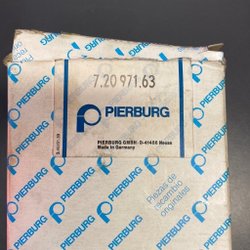 PIERBURG
7.20 971.63
PIERBURG
PIERBURG GMBH · D-41456 Neuss
Made in Germany
PIERBURG
PIERBURG
Piezas de
recambio
originales